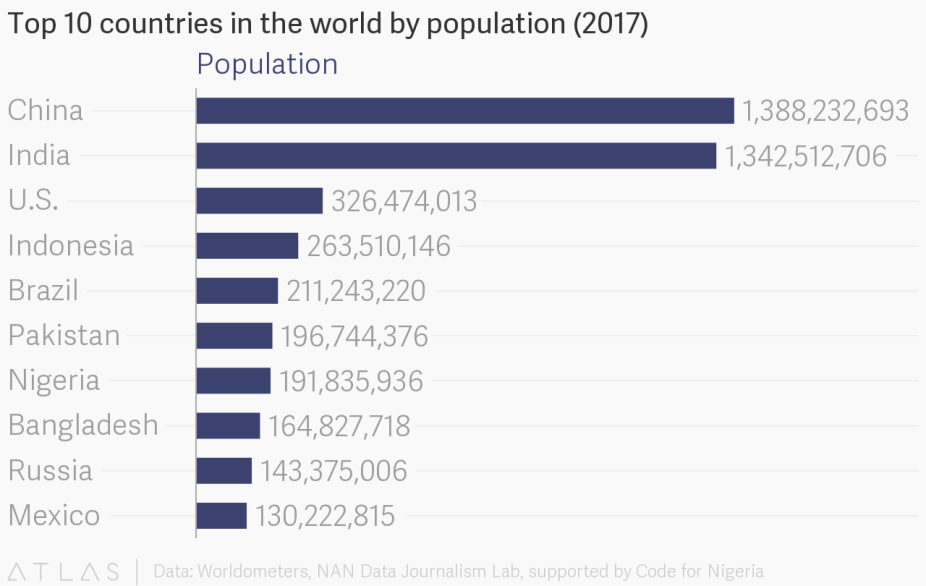 Top 10 countries in the world by population (2017)
Population
China 1,388,232,693
India 1,342,512,706
U.S. 326,474,013
Indonesia 263,510,146
Brazil 211,243,220
Pakistan 196,744,376
Nigeria 191,835,936
Bangladesh 164,827,718
Russia 143,375,006
Mexico 130,222,815
ATLAS Data: Worldometers, NAN Data Journalism Lab, supported by Code for Nigeria